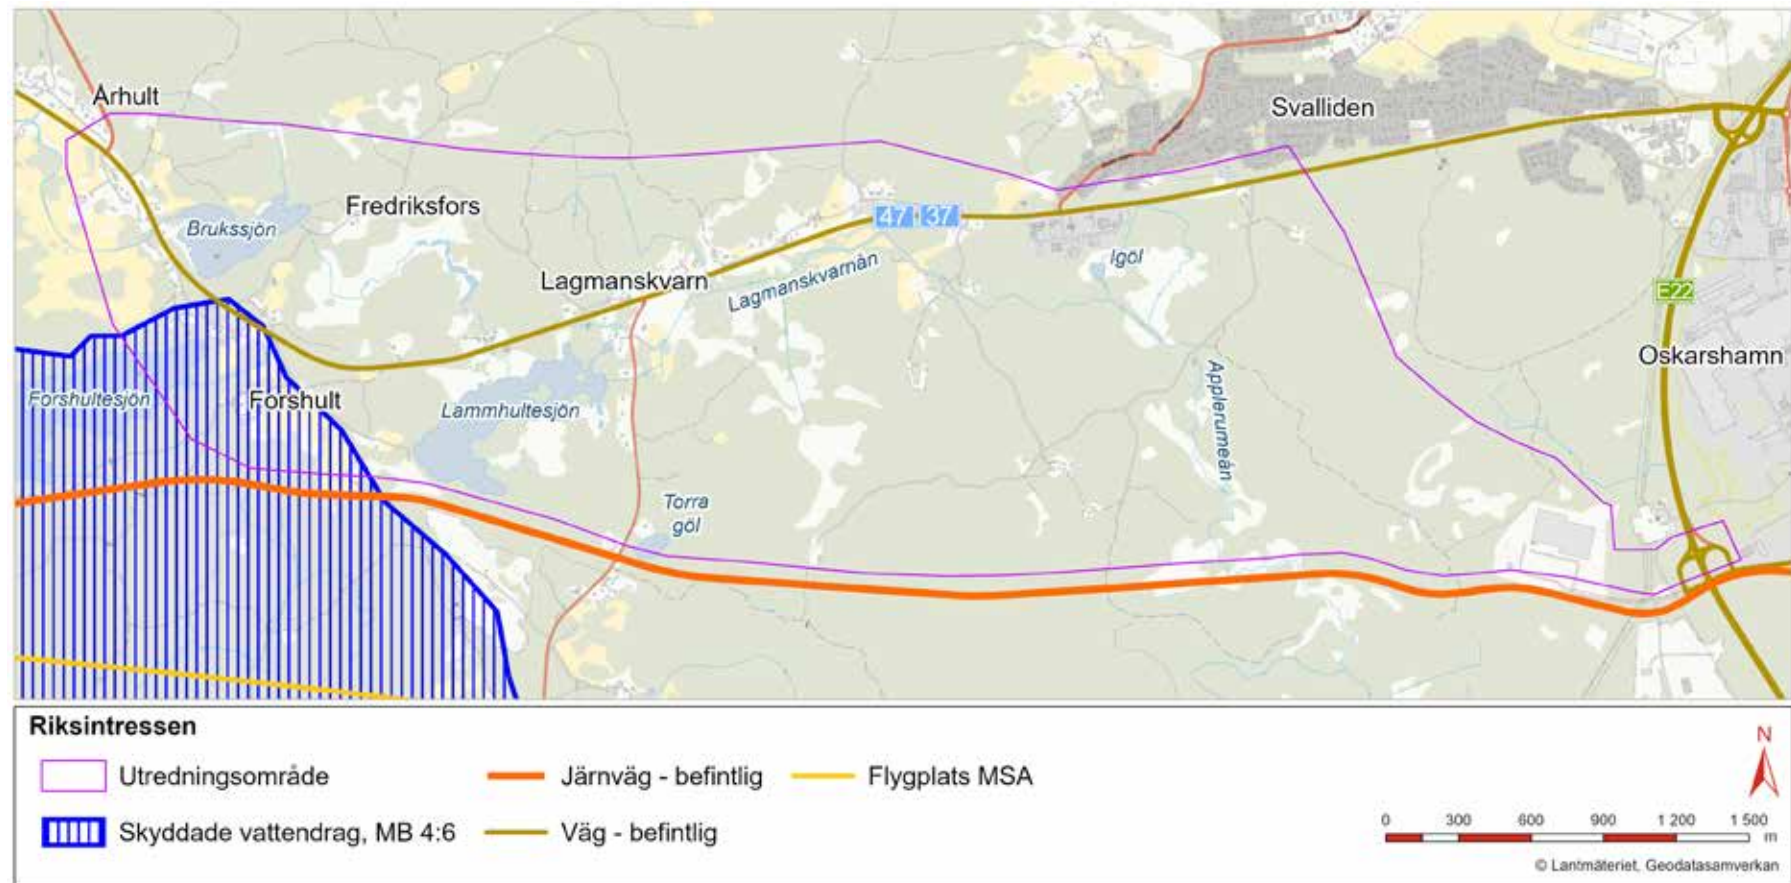 Århult
Svalliden
Fredriksfors
Brukssjön
47 37
Igöl
Lagmanskvarn
Lagmanskvarnån
E22
Oskarshamn
Forshultesjön
Forshult
Lammhultesjön
Applerumeån
Torra
göl
Riksintressen
Utredningsområde
Järnväg - befintlig
Flygplats MSA
Skyddade vattendrag, MB 4:6
Väg - befintlig
N
0 300 600 900 1 200 1 500
m
© Lantmäteriet, Geodatasamverkan